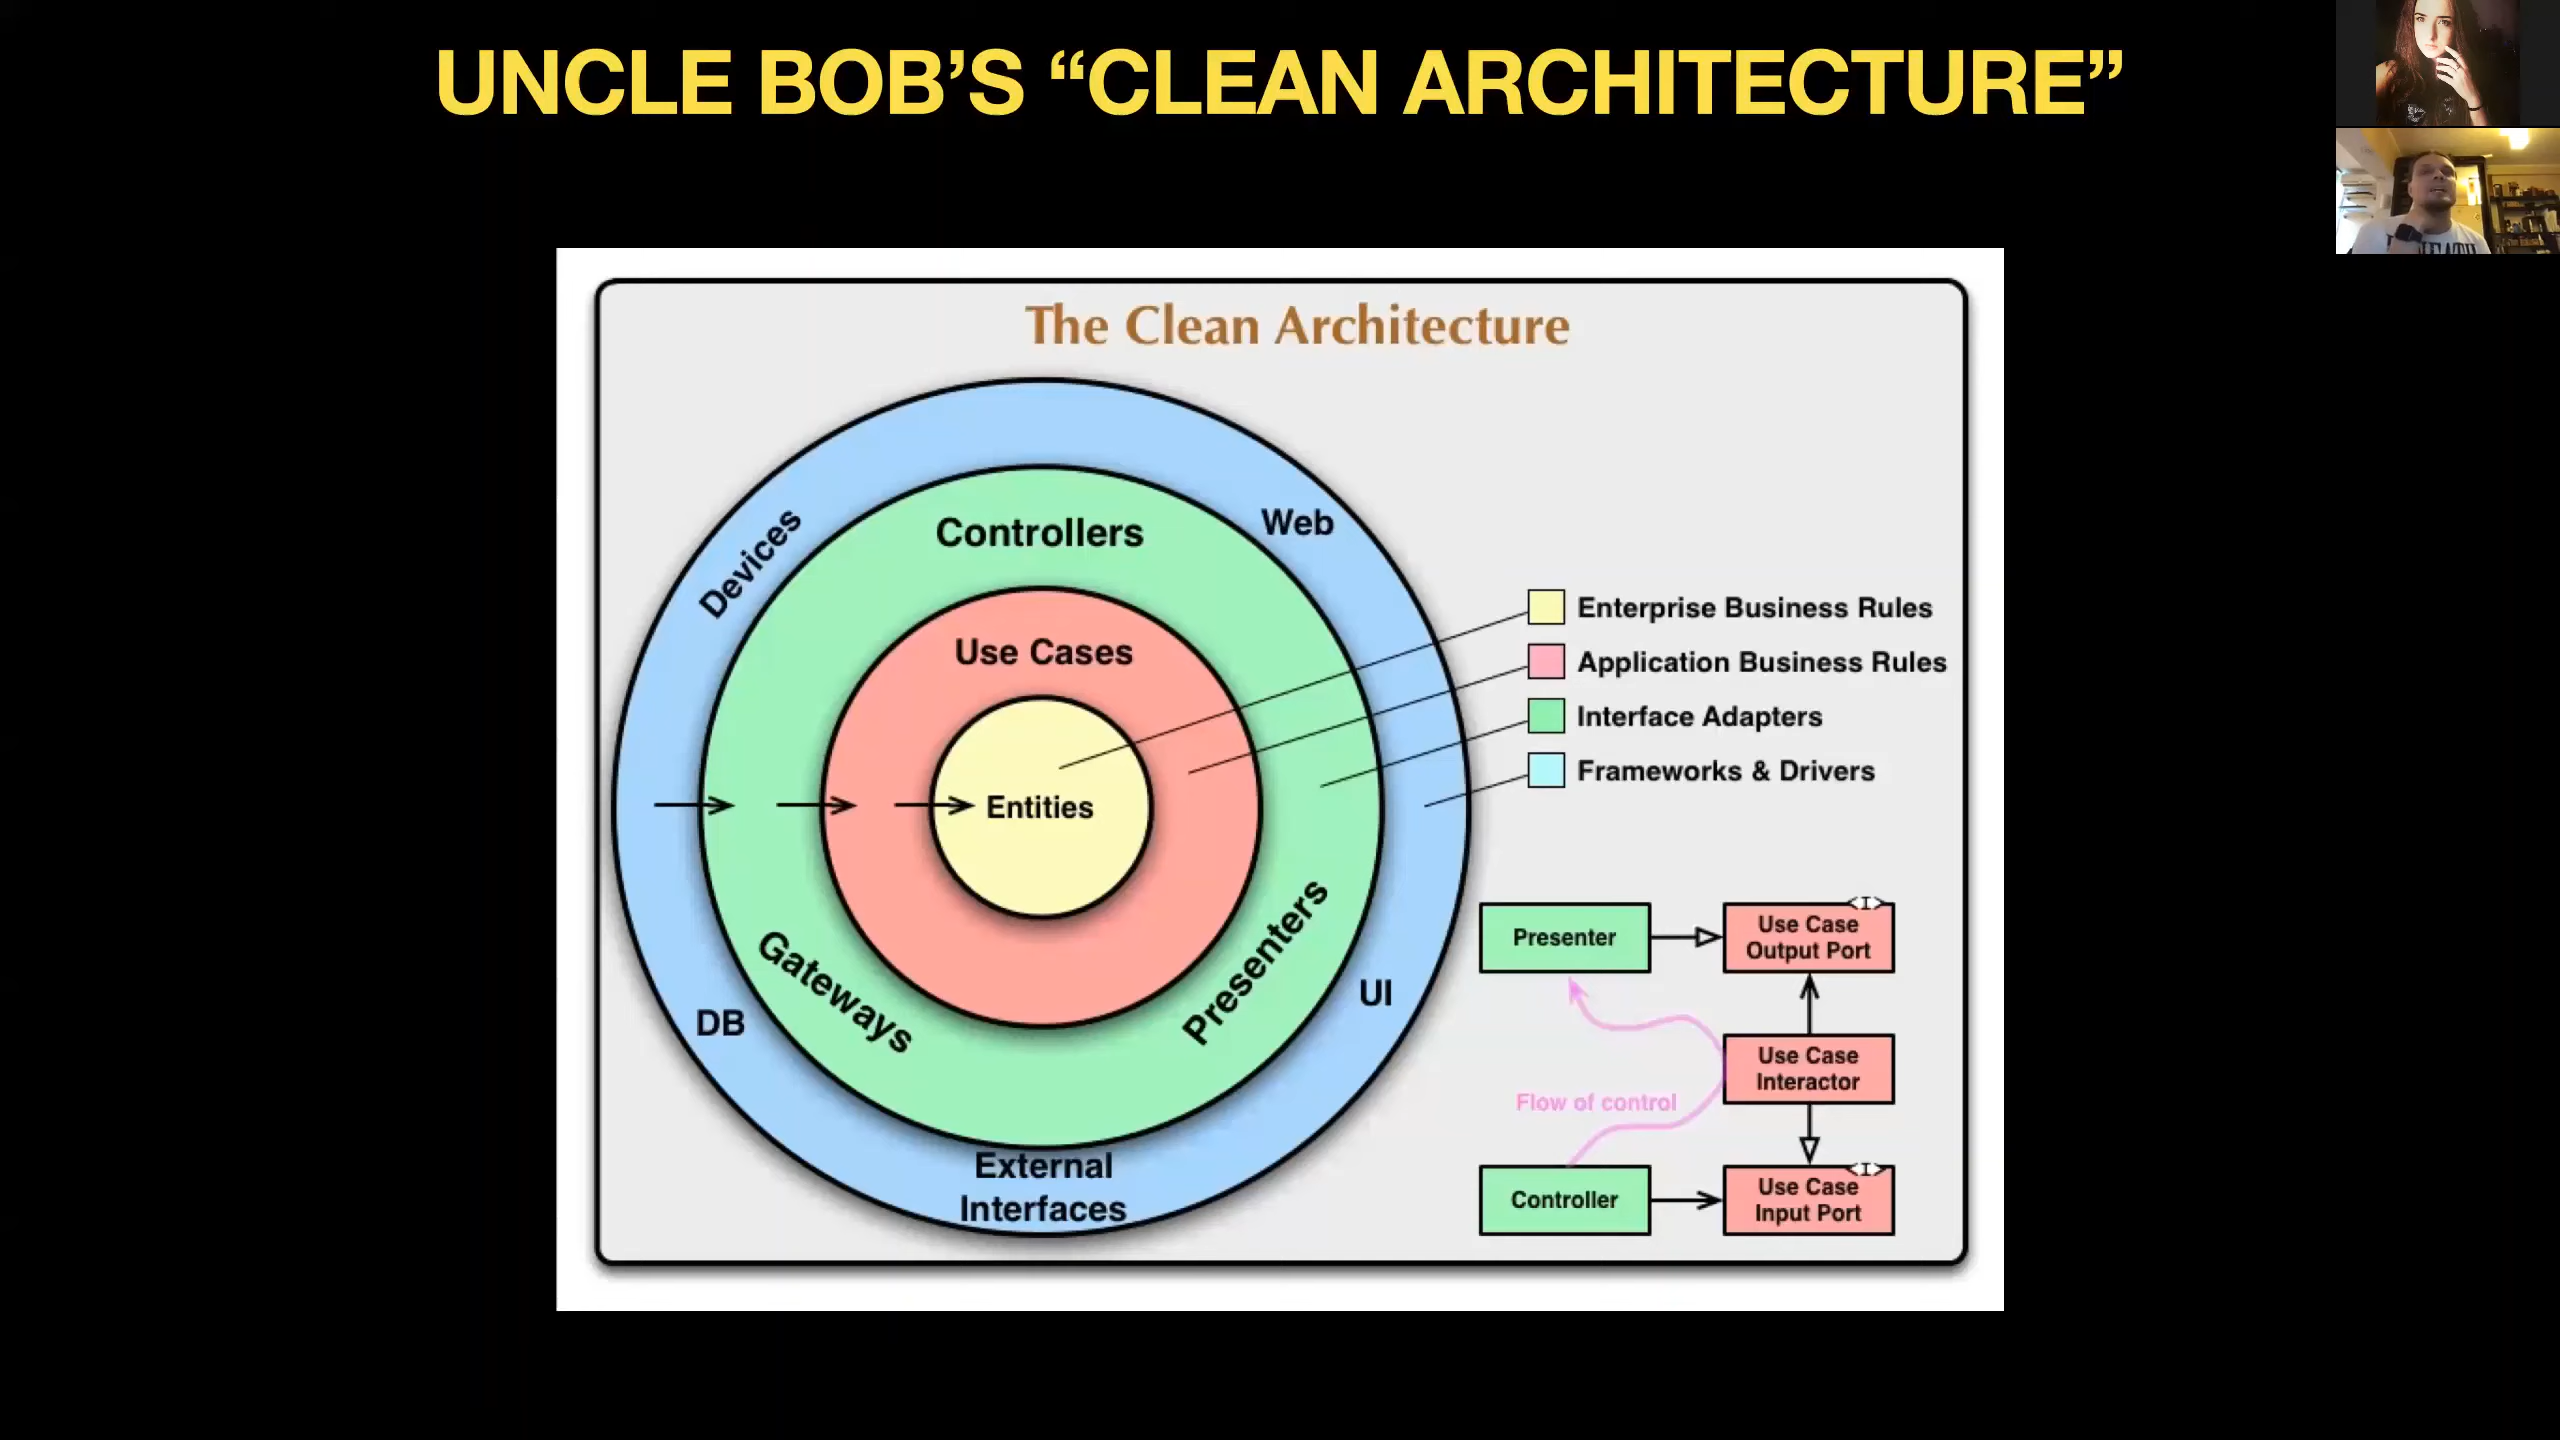 UNCLE BOB’S “CLEAN ARCHITECTURE”
The Clean Architecture
Devices
Web
Controllers
Use Cases
Entities
Gateways
Presenters
DB
UI
External
Interfaces
Enterprise Business Rules
Application Business Rules
Interface Adapters
Frameworks & Drivers
Presenter
<I>
Use Case
Output Port
Use Case
Interactor
Flow of control
Controller
<I>
Use Case
Input Port